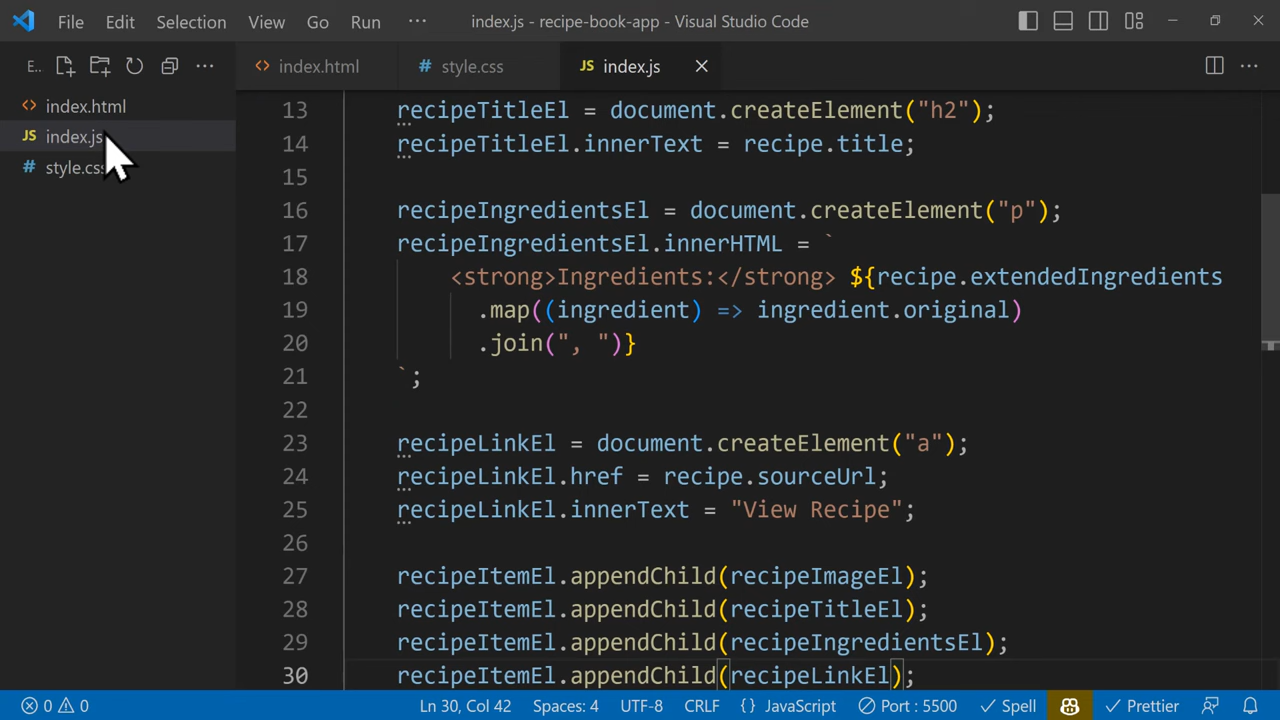 File Edit Selection View Go Run ··· index.js - recipe-book-app - Visual Studio Code
E.. ···
<> index.html
JS index.js
# style.css
<> index.html # style.css JS index.js ···
13 recipeTitleEl = document.createElement("h2");
14 recipeTitleEl.innerText = recipe.title;
15
16 recipeIngredientsEl = document.createElement("p");
17 recipeIngredientsEl.innerHTML = `
18 <strong>Ingredients:</strong> ${recipe.extendedIngredients
19 .map((ingredient) => ingredient.original)
20 .join(", ")}
21 `;
22
23 recipeLinkEl = document.createElement("a");
24 recipeLinkEl.href = recipe.sourceUrl;
25 recipeLinkEl.innerText = "View Recipe";
26
27 recipeItemEl.appendChild(recipeImageEl);
28 recipeItemEl.appendChild(recipeTitleEl);
29 recipeItemEl.appendChild(recipeIngredientsEl);
30 recipeItemEl.appendChild(recipeLinkEl);
0 0 Ln 30, Col 42 Spaces: 4 UTF-8 CRLF {} JavaScript Port : 5500 Spell Prettier